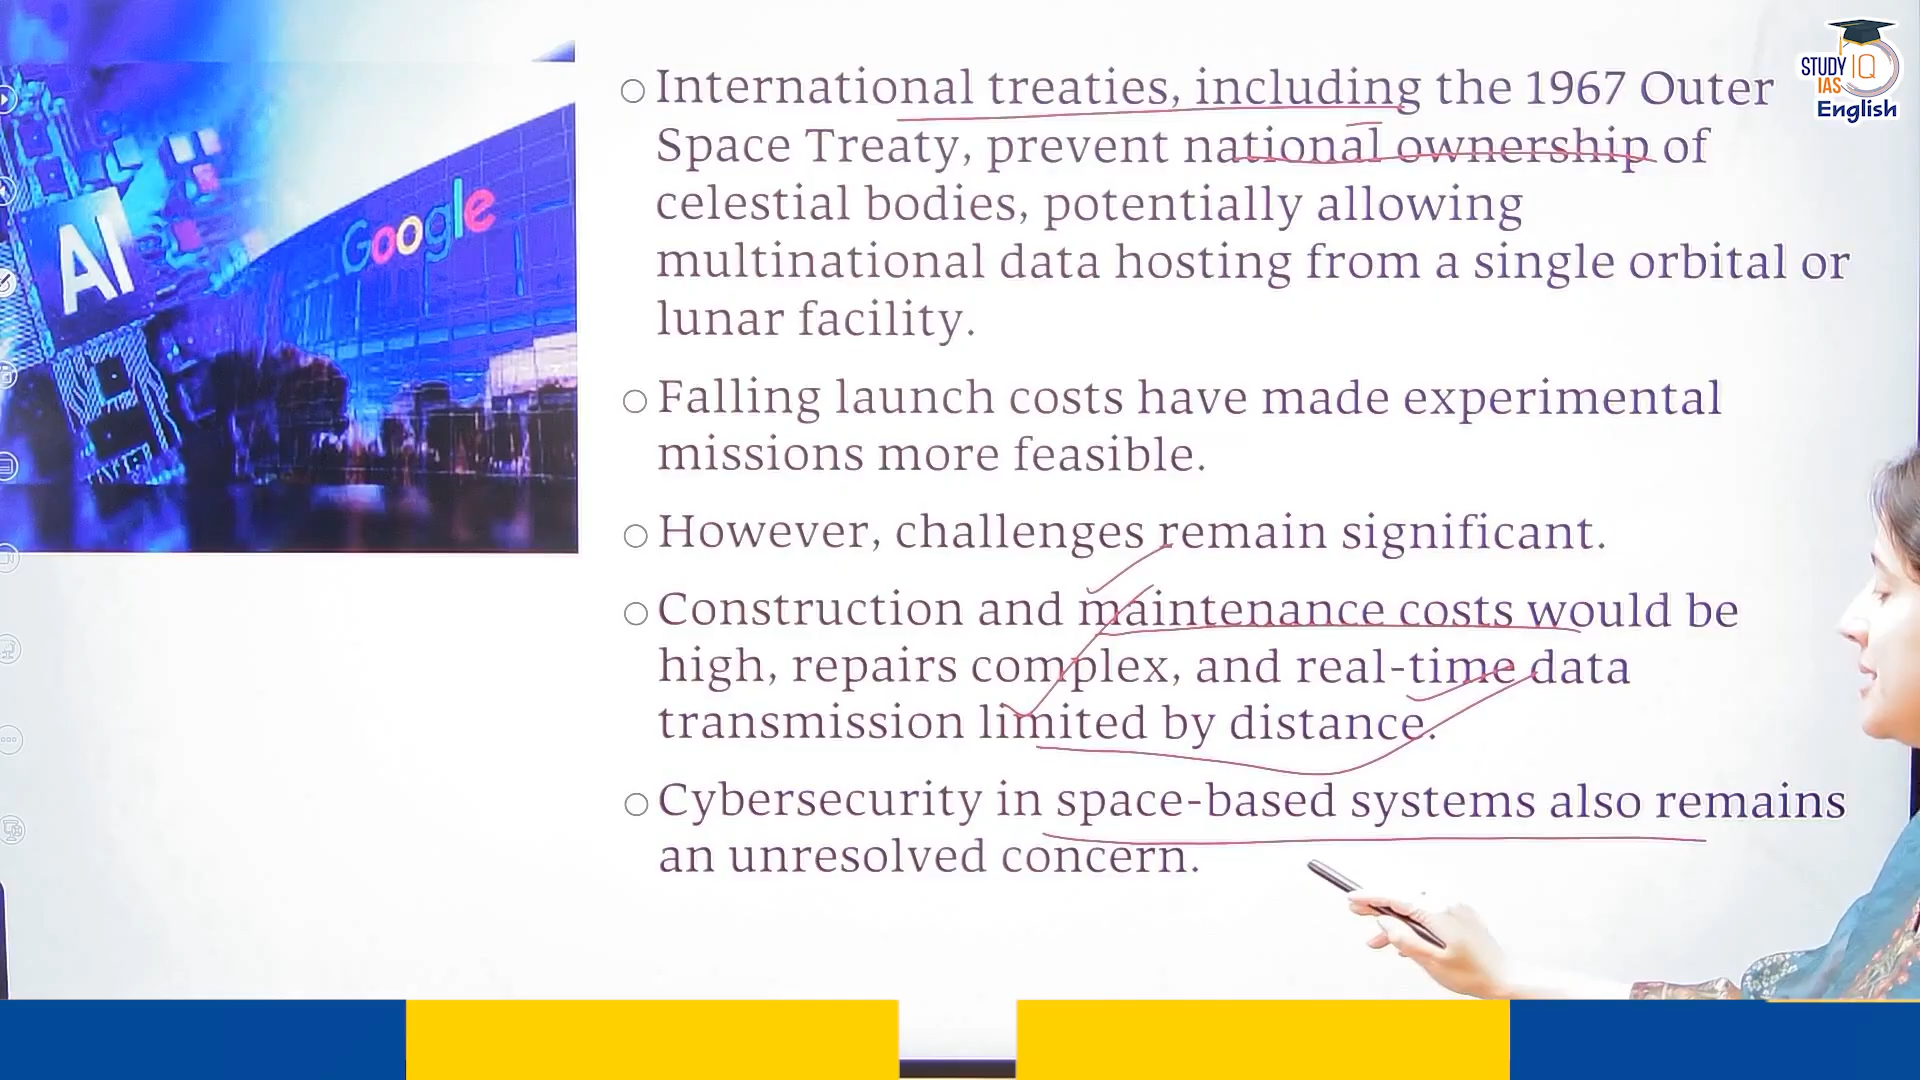 International treaties, including the 1967 Outer
Space Treaty, prevent national ownership of
celestial bodies, potentially allowing
multinational data hosting from a single orbital or
lunar facility.
Falling launch costs have made experimental
missions more feasible.
However, challenges remain significant.
Construction and maintenance costs would be
high, repairs complex, and real-time data
transmission limited by distance.
Cybersecurity in space-based systems also remains
an unresolved concern.
AI
Google
STUDY IQ
IAS
English